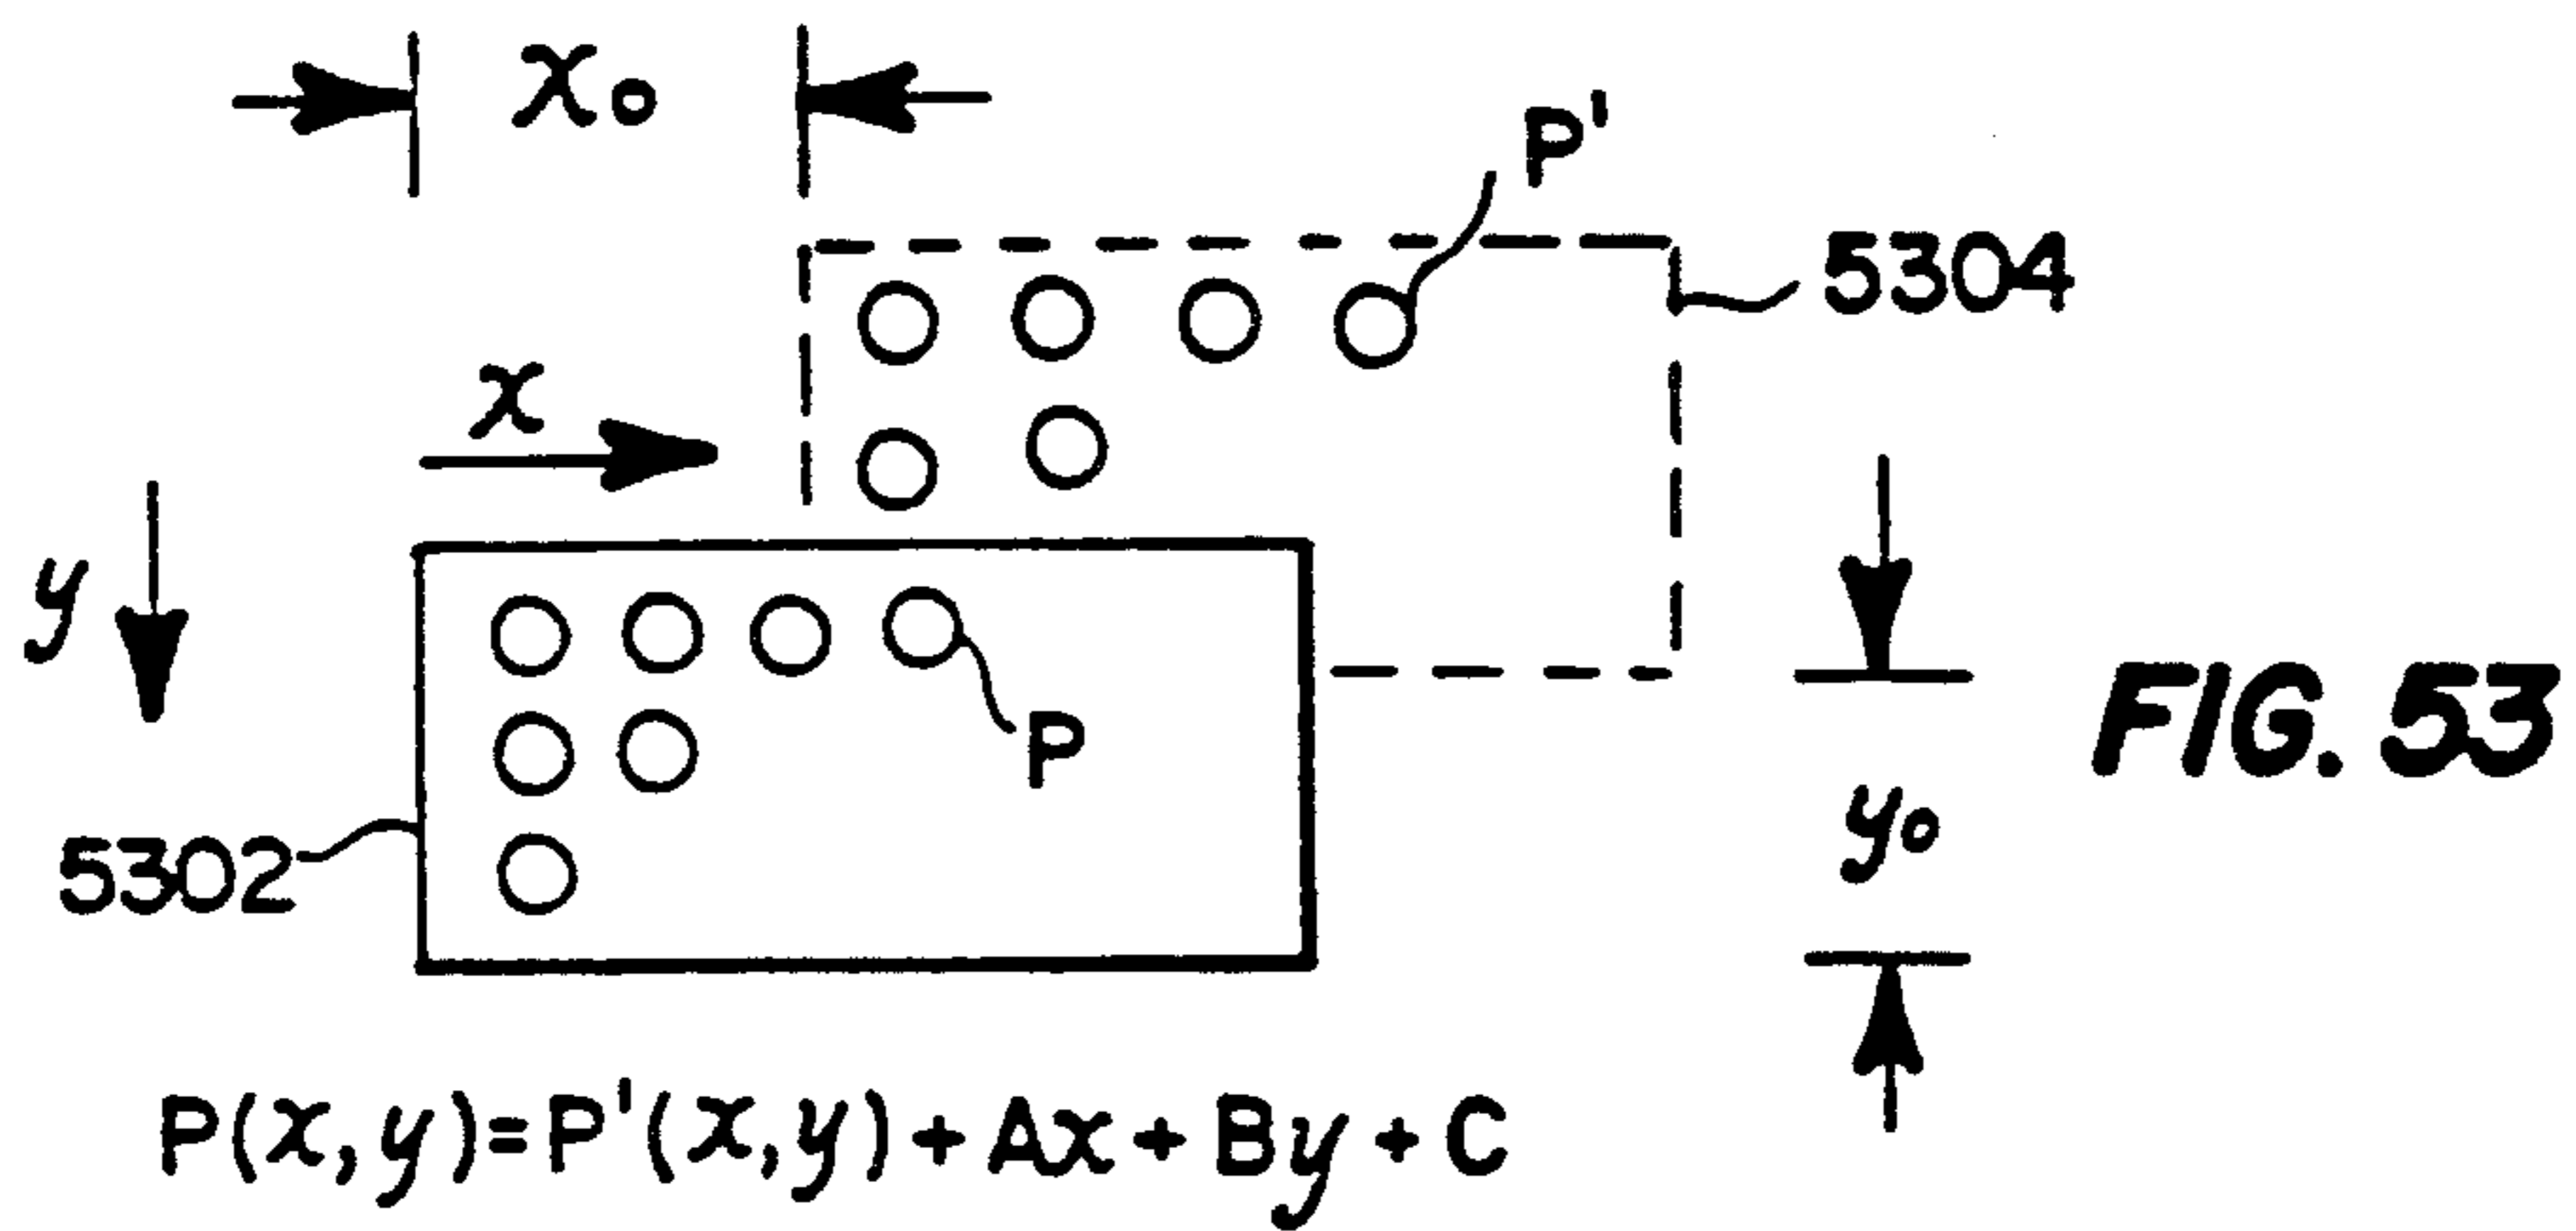 x₀
P'
5304
x
y
P
FIG. 53
y₀
5302
P(x,y)=P'(x,y)+Ax+By+C